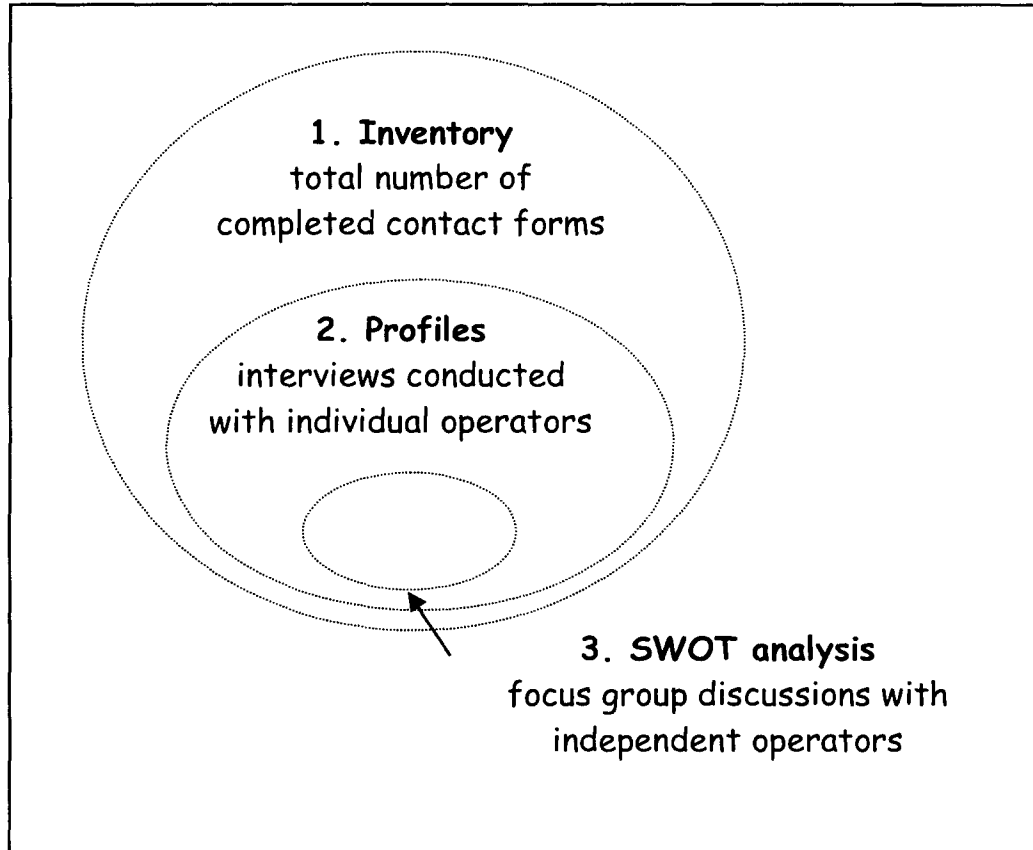 1. Inventory
total number of
completed contact forms
2. Profiles
interviews conducted
with individual operators
3. SWOT analysis
focus group discussions with
independent operators